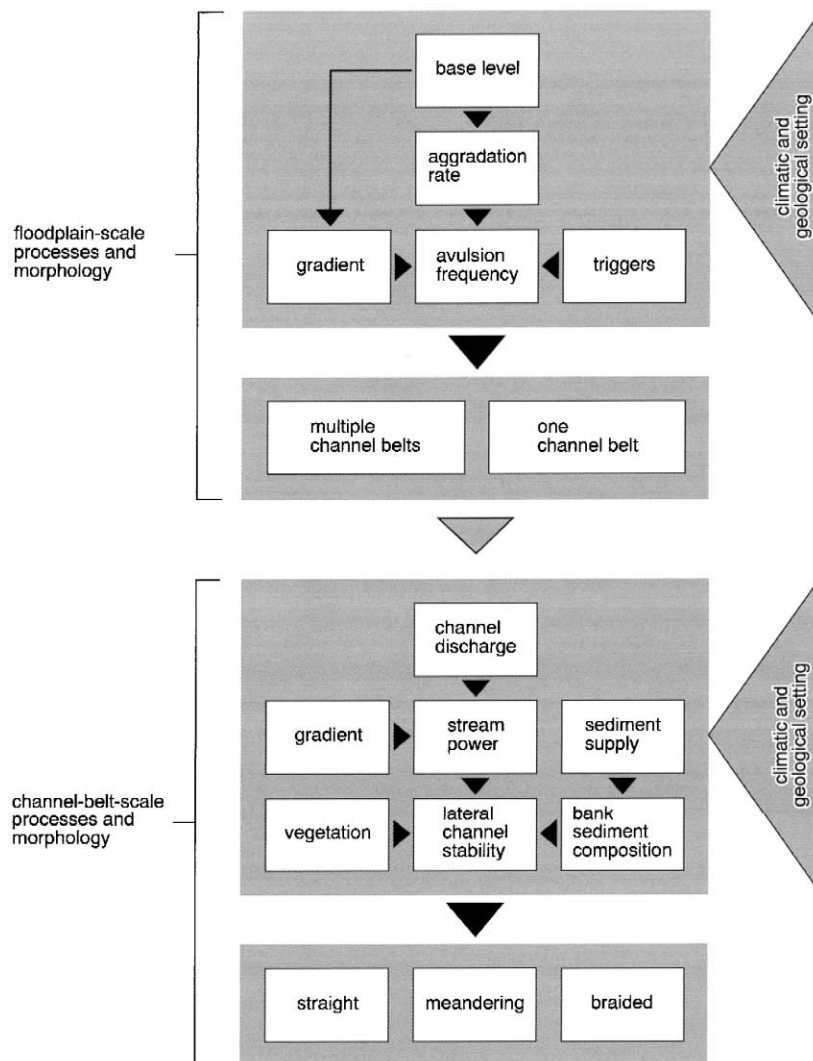 base level
aggradation
rate
climatic and
geological setting
floodplain-scale
processes and
morphology
gradient
avulsion
frequency
triggers
multiple
channel belts
one
channel belt
channel
discharge
gradient
stream
power
sediment
supply
climatic and
geological setting
channel-belt-scale
processes and
morphology
vegetation
lateral
channel
stability
bank
sediment
composition
straight
meandering
braided